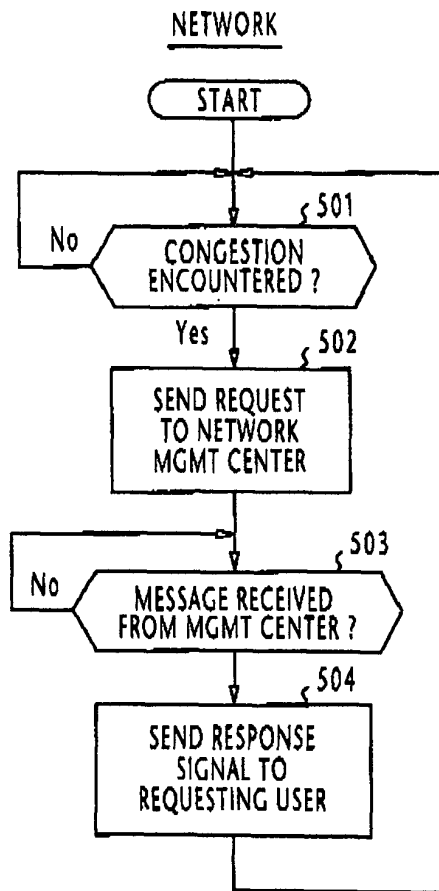 NETWORK
START
501
No
CONGESTION
ENCOUNTERED ?
Yes
502
SEND REQUEST
TO NETWORK
MGMT CENTER
503
No
MESSAGE RECEIVED
FROM MGMT CENTER ?
504
SEND RESPONSE
SIGNAL TO
REQUESTING USER